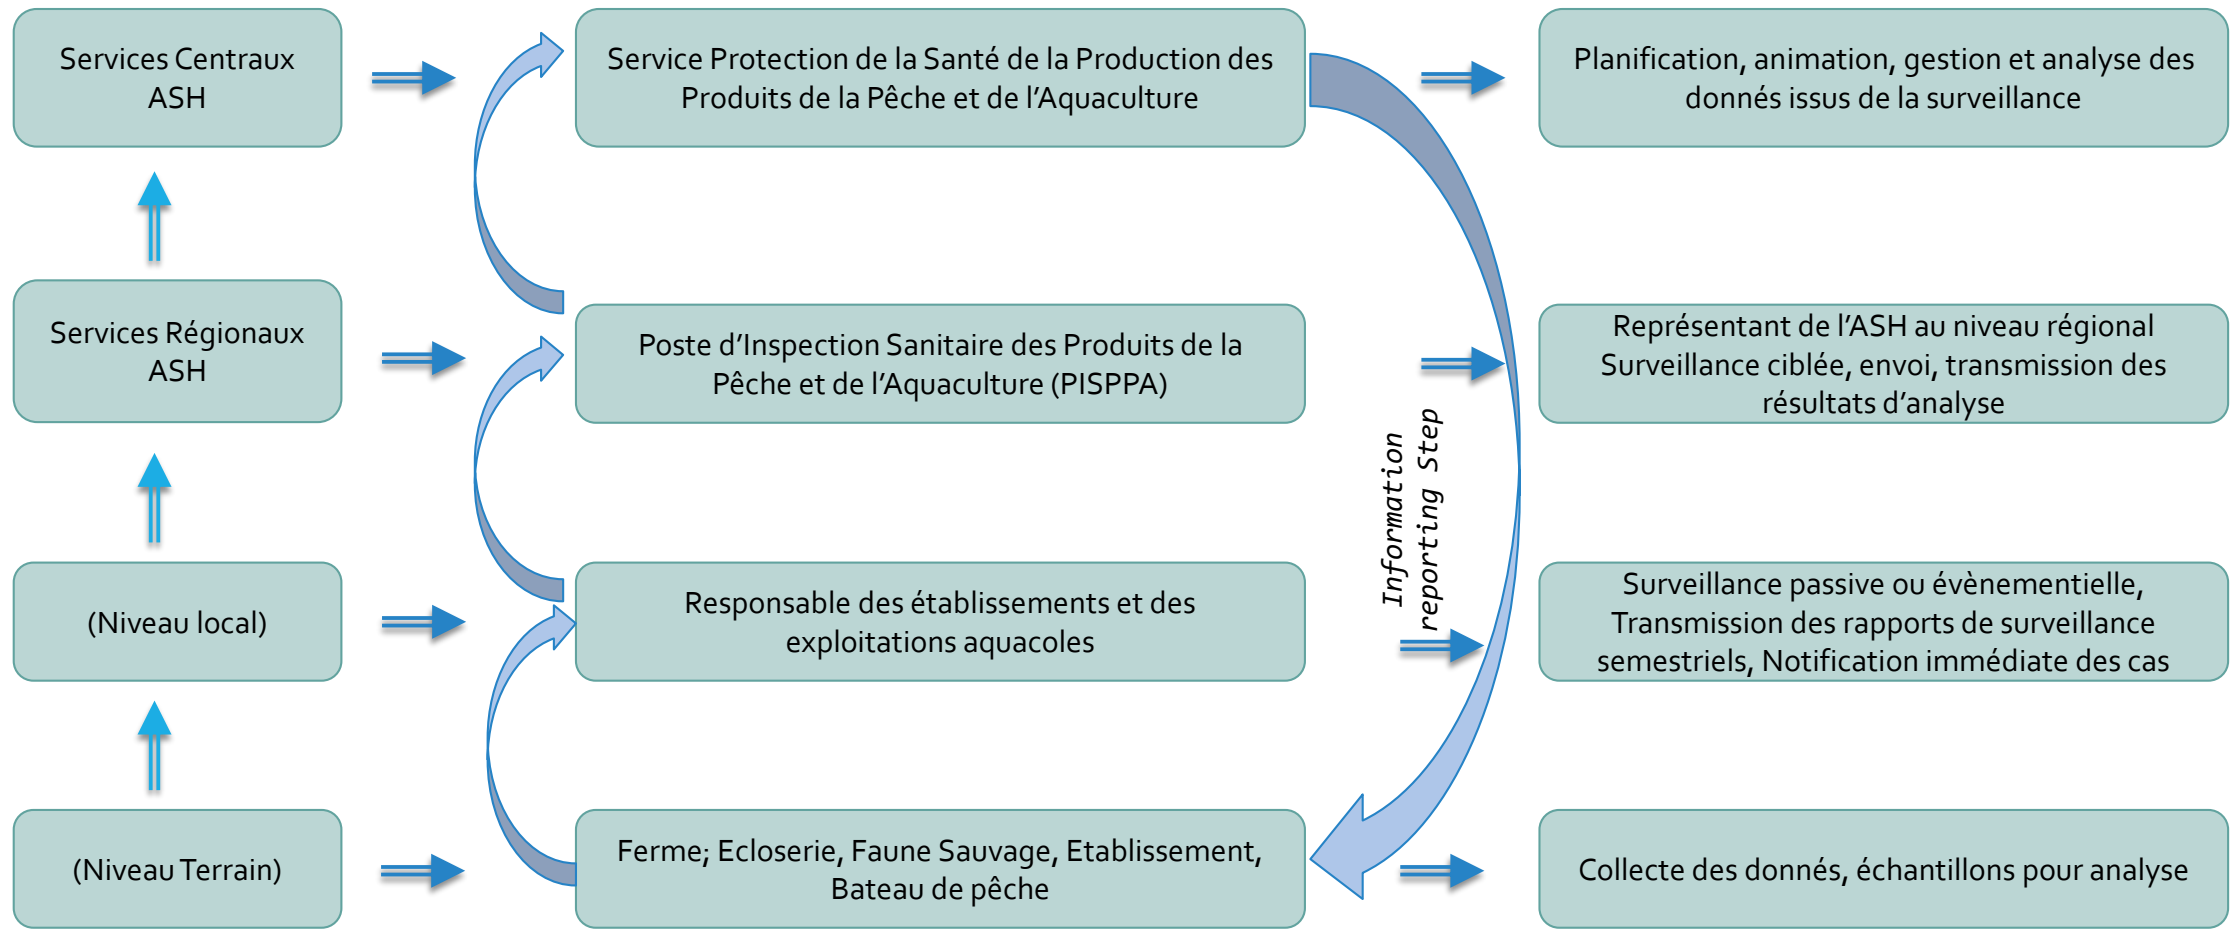 Services Centraux
ASH
Service Protection de la Santé de la Production des
Produits de la Pêche et de l'Aquaculture
Planification, animation, gestion et analyse des
donnés issus de la surveillance
Services Régionaux
ASH
Poste d'Inspection Sanitaire des Produits de la
Pêche et de l'Aquaculture (PISPPA)
Représentant de l'ASH au niveau régional
Surveillance ciblée, envoi, transmission des
résultats d'analyse
Information
reporting Step
(Niveau local)
Responsable des établissements et des
exploitations aquacoles
Surveillance passive ou évènementielle,
Transmission des rapports de surveillance
semestriels, Notification immédiate des cas
(Niveau Terrain)
Ferme; Ecloserie, Faune Sauvage, Etablissement,
Bateau de pêche
Collecte des donnés, échantillons pour analyse